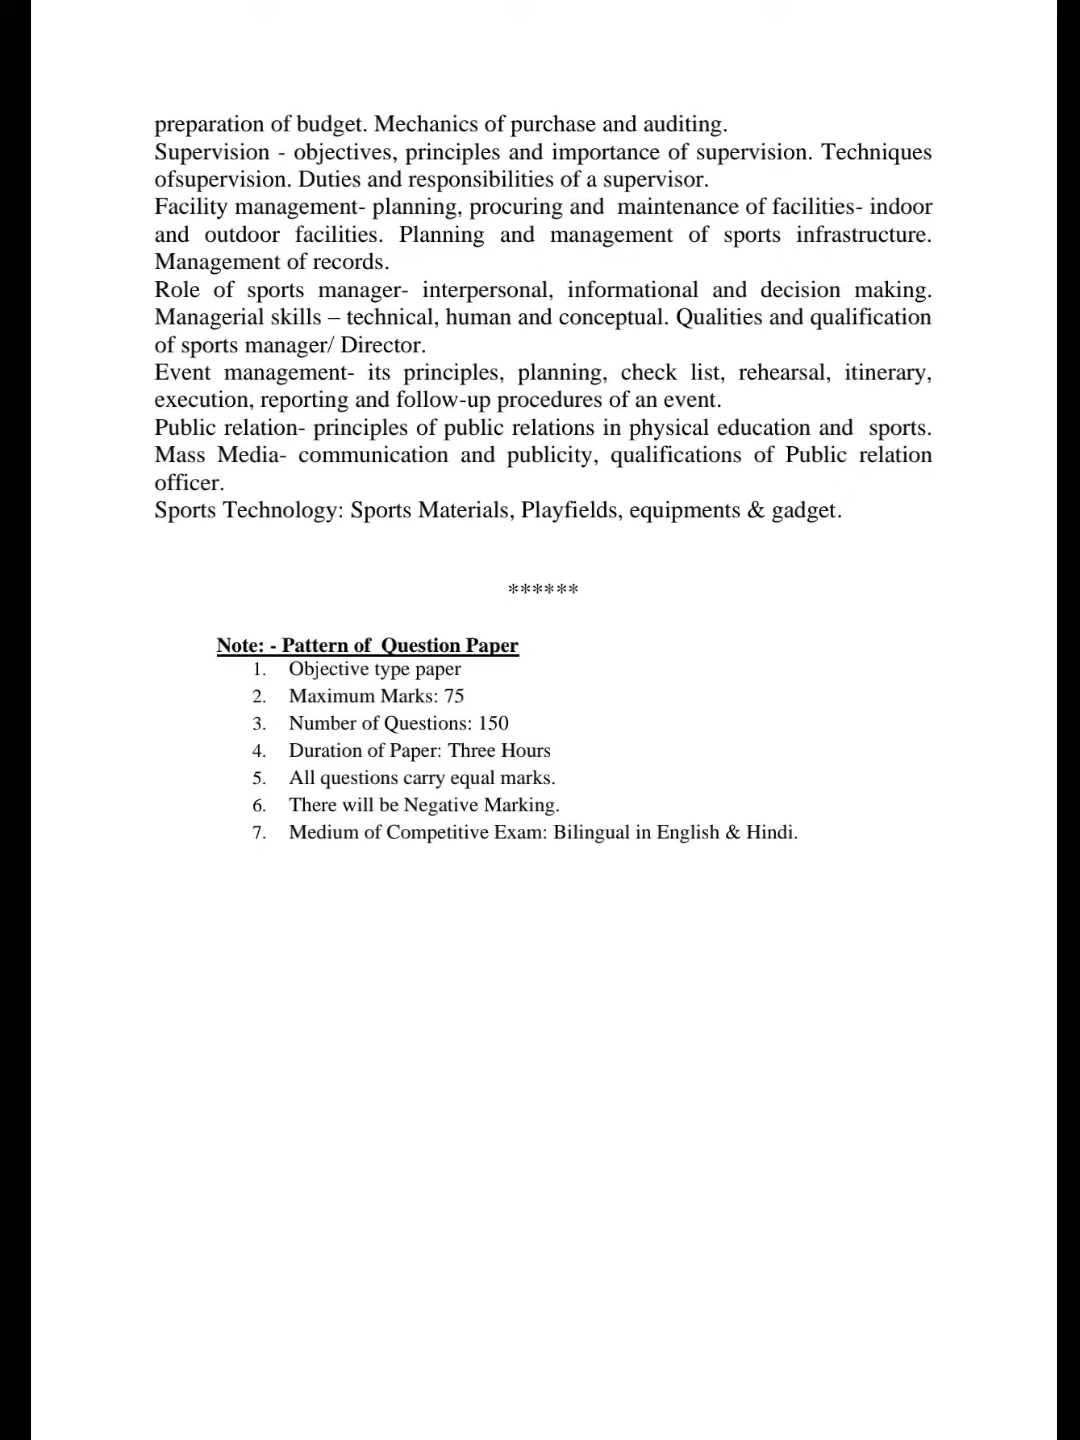 preparation of budget. Mechanics of purchase and auditing.
Supervision - objectives, principles and importance of supervision. Techniques
ofsupervision. Duties and responsibilities of a supervisor.
Facility management- planning, procuring and maintenance of facilities- indoor
and outdoor facilities. Planning and management of sports infrastructure.
Management of records.
Role of sports manager- interpersonal, informational and decision making.
Managerial skills – technical, human and conceptual. Qualities and qualification
of sports manager/ Director.
Event management- its principles, planning, check list, rehearsal, itinerary,
execution, reporting and follow-up procedures of an event.
Public relation- principles of public relations in physical education and sports.
Mass Media- communication and publicity, qualifications of Public relation
officer.
Sports Technology: Sports Materials, Playfields, equipments & gadget.
******
Note: - Pattern of Question Paper
1. Objective type paper
2. Maximum Marks: 75
3. Number of Questions: 150
4. Duration of Paper: Three Hours
5. All questions carry equal marks.
6. There will be Negative Marking.
7. Medium of Competitive Exam: Bilingual in English & Hindi.